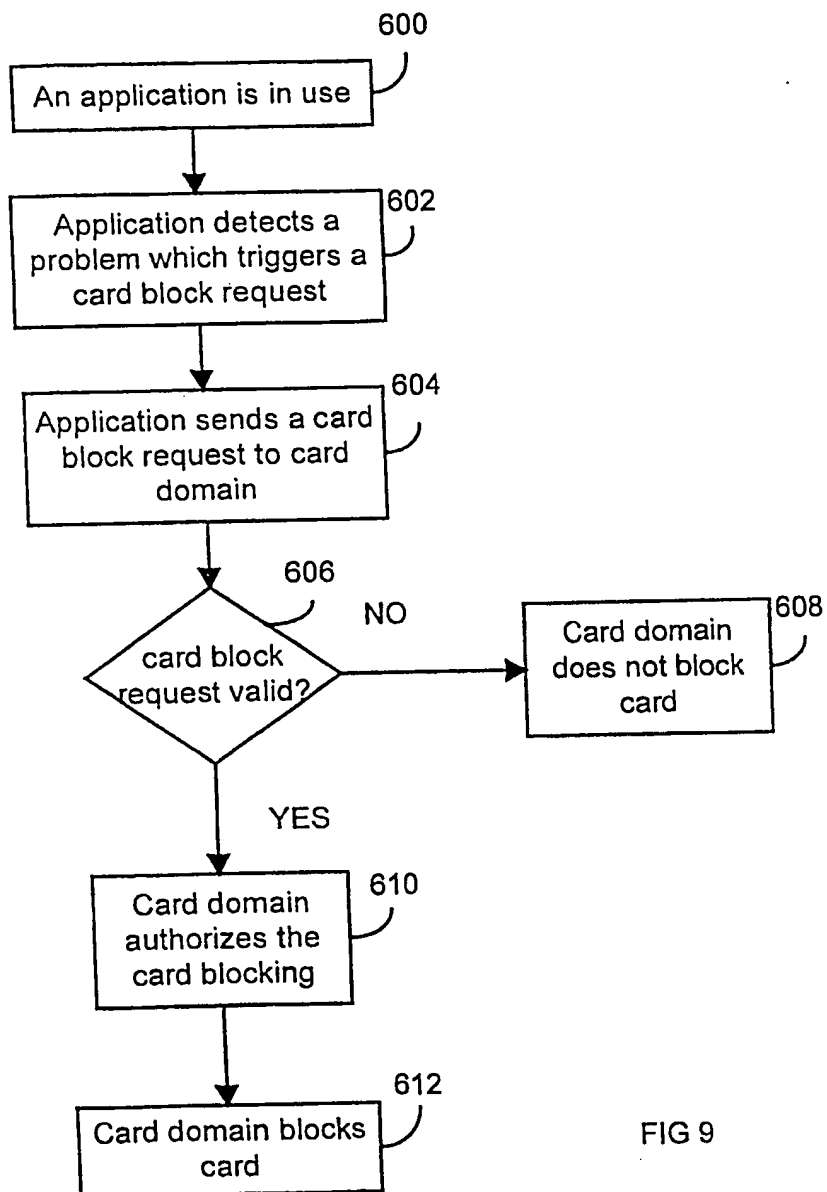 600
An application is in use
602
Application detects a
problem which triggers a
card block request
604
Application sends a card
block request to card
domain
606
card block
request valid?
NO
608
Card domain
does not block
card
YES
610
Card domain
authorizes the
card blocking
612
Card domain blocks
card
FIG 9